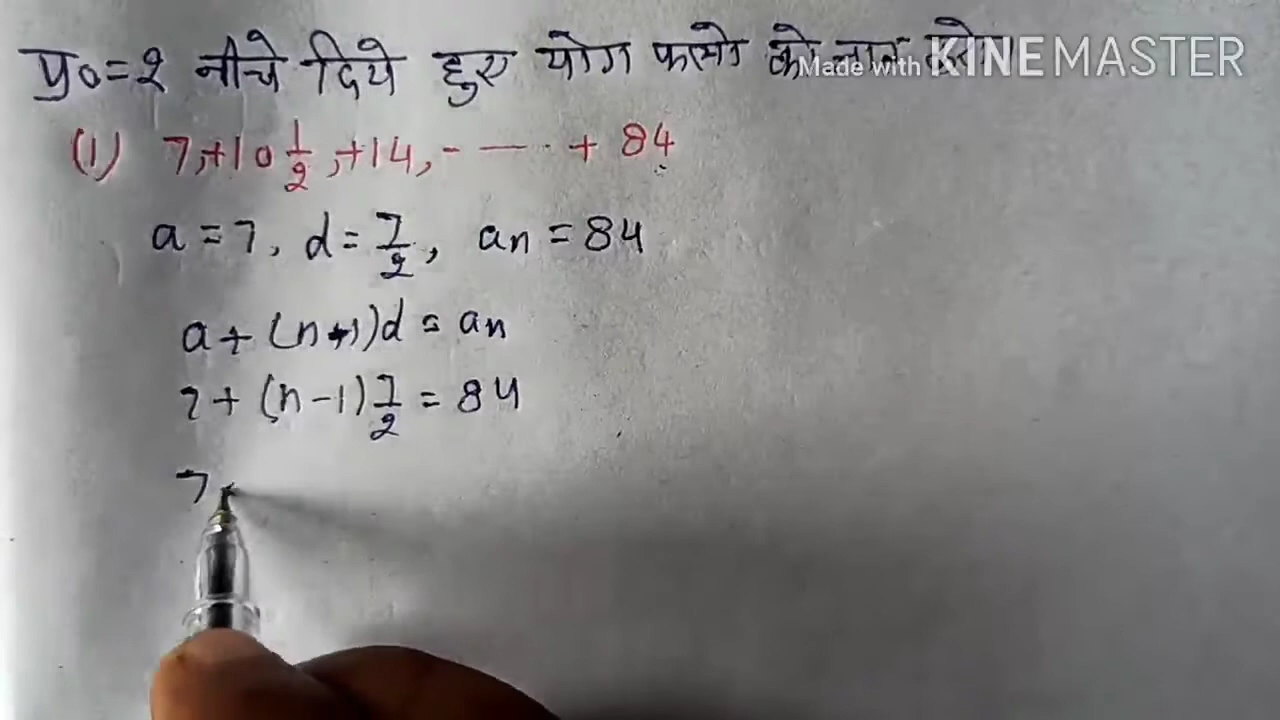 प्र०=2 नीचे दिये हुए योग फलो को
Made with KINEMASTER
(1) 7,+10 1/2,+14,- — ·· + 84
a = 7, d = 7/2, an = 84
a + (n-1)d = an
7 + (n-1) 7/2 = 84
7